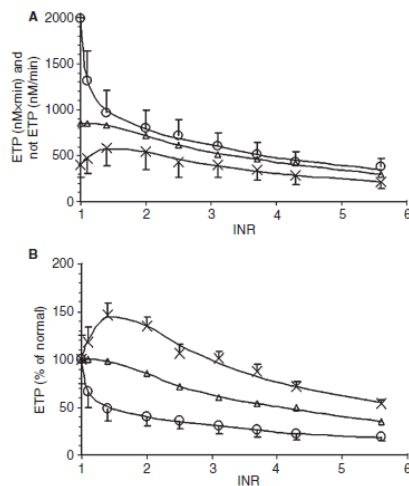 A
ETP (nM×min) and
not ETP (nM/min)
2000
1500
1000
500
0
1 2 3 4 5 6
INR
B
ETP (% of normal)
200
150
100
50
0
1 2 3 4 5 6
INR